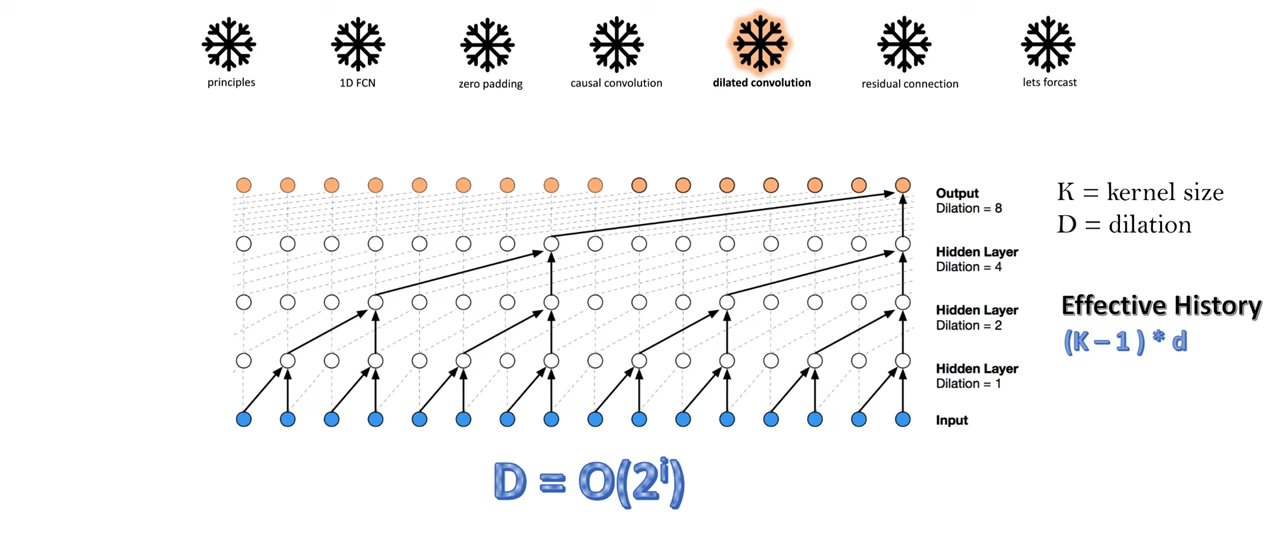 principles
1D FCN
zero padding
causal convolution
dilated convolution
residual connection
lets forcast
Output
Dilation = 8
Hidden Layer
Dilation = 4
Hidden Layer
Dilation = 2
Hidden Layer
Dilation = 1
Input
K = kernel size
D = dilation
Effective History
(K – 1) * d
D = O(2^i)